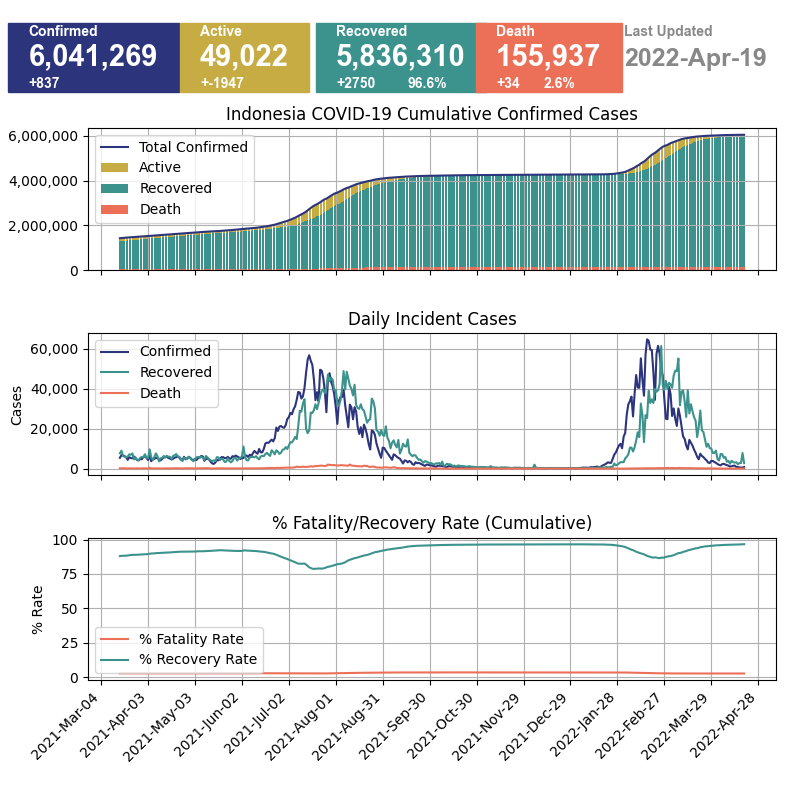 Confirmed
6,041,269
+837
Active
49,022
+-1947
Recovered
5,836,310
+2750 96.6%
Death
155,937
+34 2.6%
Last Updated
2022-Apr-19
Indonesia COVID-19 Cumulative Confirmed Cases
6,000,000
4,000,000
2,000,000
0
Total Confirmed
Active
Recovered
Death
Daily Incident Cases
Cases
60,000
40,000
20,000
0
Confirmed
Recovered
Death
% Fatality/Recovery Rate (Cumulative)
% Rate
100
75
50
25
0
% Fatality Rate
% Recovery Rate
2021-Mar-04
2021-Apr-03
2021-May-03
2021-Jun-02
2021-Jul-02
2021-Aug-01
2021-Aug-31
2021-Sep-30
2021-Oct-30
2021-Nov-29
2021-Dec-29
2022-Jan-28
2022-Feb-27
2022-Mar-29
2022-Apr-28